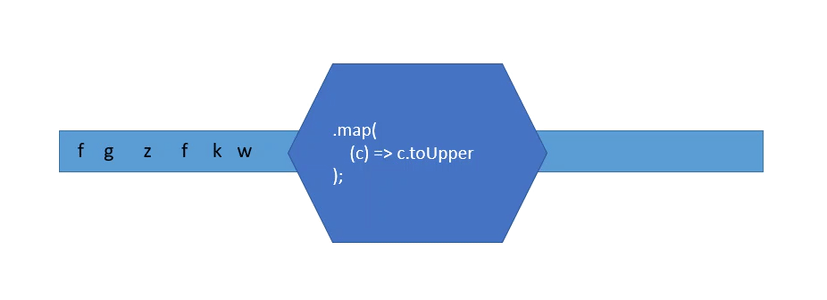 f g z f k w
.map(
(c) => c.toUpper
);